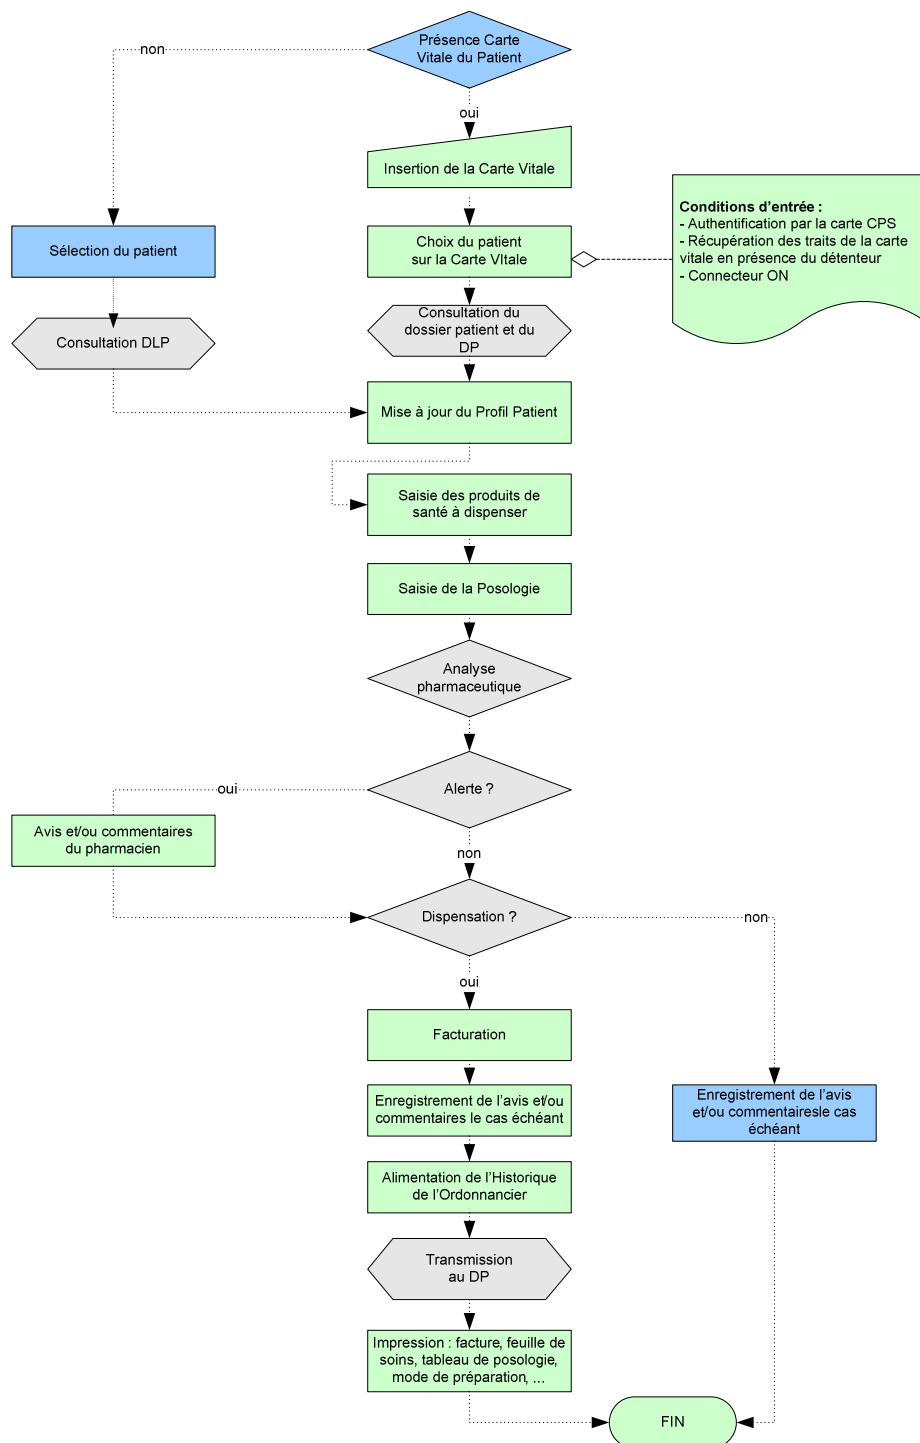 Présence Carte
Vitale du Patient
non
oui
Insertion de la Carte Vitale
Conditions d'entrée :
- Authentification par la carte CPS
- Récupération des traits de la carte
vitale en présence du détenteur
- Connecteur ON
Sélection du patient
Choix du patient
sur la Carte VItale
Consultation DLP
Consultation du
dossier patient et du
DP
Mise à jour du Profil Patient
Saisie des produits de
santé à dispenser
Saisie de la Posologie
Analyse
pharmaceutique
Alerte ?
oui
Avis et/ou commentaires
du pharmacien
non
Dispensation ?
non
oui
Facturation
Enregistrement de l'avis et/ou
commentaires le cas échéant
Enregistrement de l'avis
et/ou commentairesle cas
échéant
Alimentation de l'Historique
de l'Ordonnancier
Transmission
au DP
Impression : facture, feuille de
soins, tableau de posologie,
mode de préparation, ...
FIN